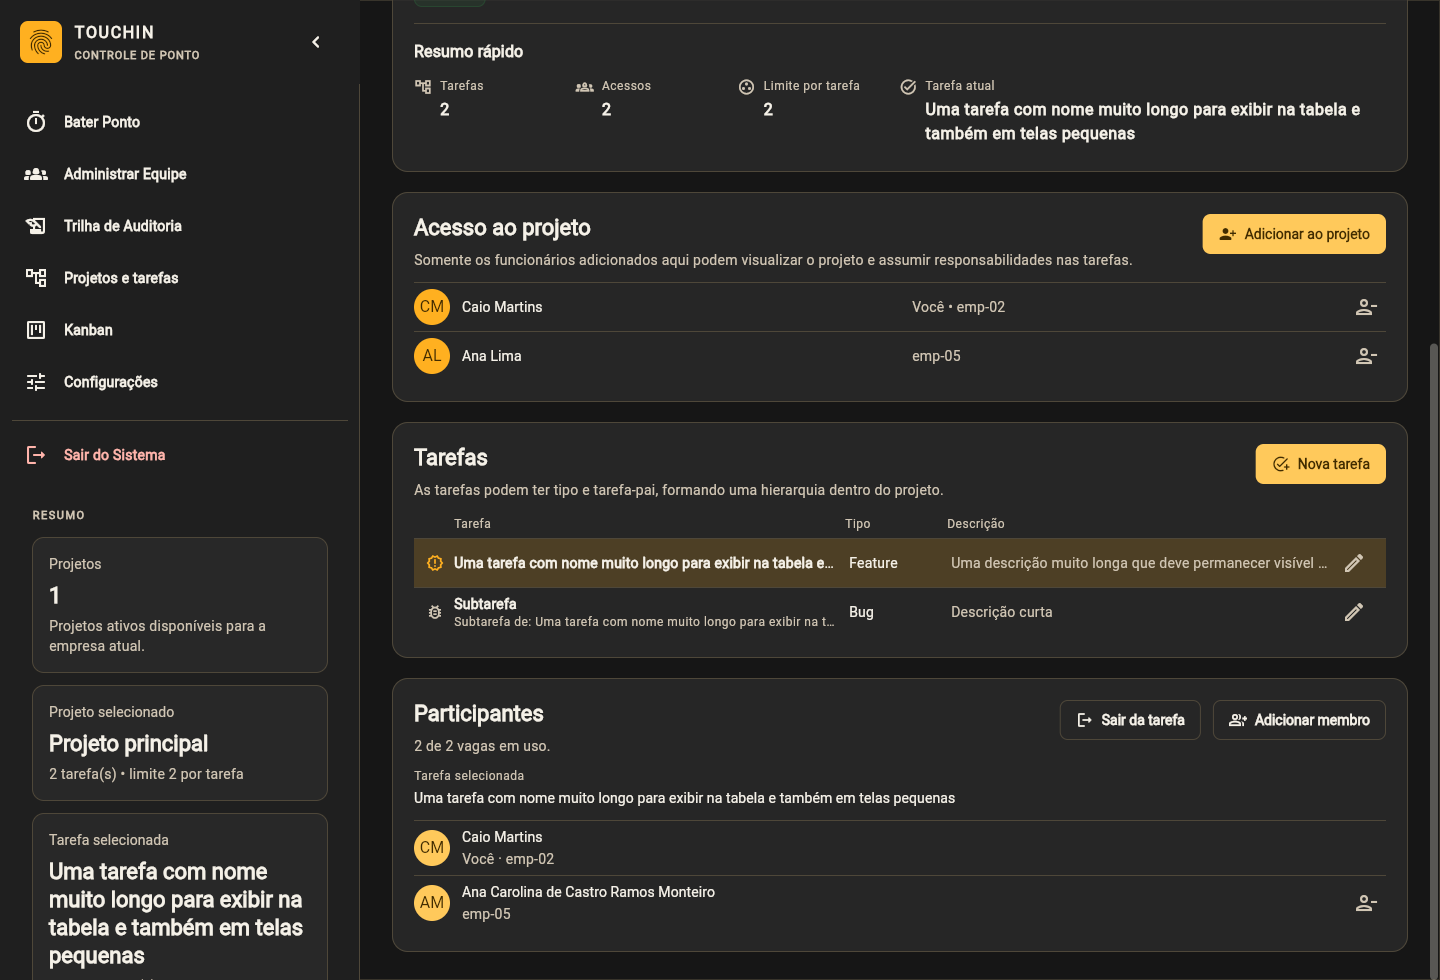 TOUCHIN
CONTROLE DE PONTO
Bater Ponto
Administrar Equipe
Trilha de Auditoria
Projetos e tarefas
Kanban
Configurações
Sair do Sistema
RESUMO
Projetos
1
Projetos ativos disponíveis para a
empresa atual.
Projeto selecionado
Projeto principal
2 tarefa(s) • limite 2 por tarefa
Tarefa selecionada
Uma tarefa com nome
muito longo para exibir na
tabela e também em telas
pequenas
Resumo rápido
Tarefas
2
Acessos
2
Limite por tarefa
2
Tarefa atual
Uma tarefa com nome muito longo para exibir na tabela e
também em telas pequenas
Acesso ao projeto
Adicionar ao projeto
Somente os funcionários adicionados aqui podem visualizar o projeto e assumir responsabilidades nas tarefas.
CM Caio Martins Você • emp-02
AL Ana Lima emp-05
Tarefas
Nova tarefa
As tarefas podem ter tipo e tarefa-pai, formando uma hierarquia dentro do projeto.
Tarefa Tipo Descrição
Uma tarefa com nome muito longo para exibir na tabela e… Feature Uma descrição muito longa que deve permanecer visível …
Subtarefa
Subtarefa de: Uma tarefa com nome muito longo para exibir na t… Bug Descrição curta
Participantes
Sair da tarefa Adicionar membro
2 de 2 vagas em uso.
Tarefa selecionada
Uma tarefa com nome muito longo para exibir na tabela e também em telas pequenas
CM Caio Martins
Você · emp-02
AM Ana Carolina de Castro Ramos Monteiro
emp-05